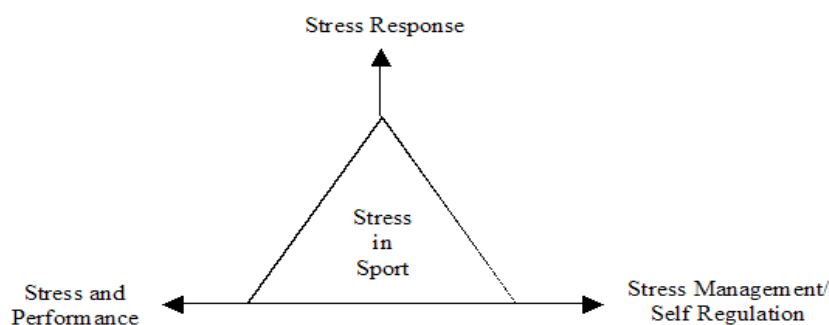 Stress Response
Stress
in
Sport
Stress and
Performance
Stress Management/
Self Regulation